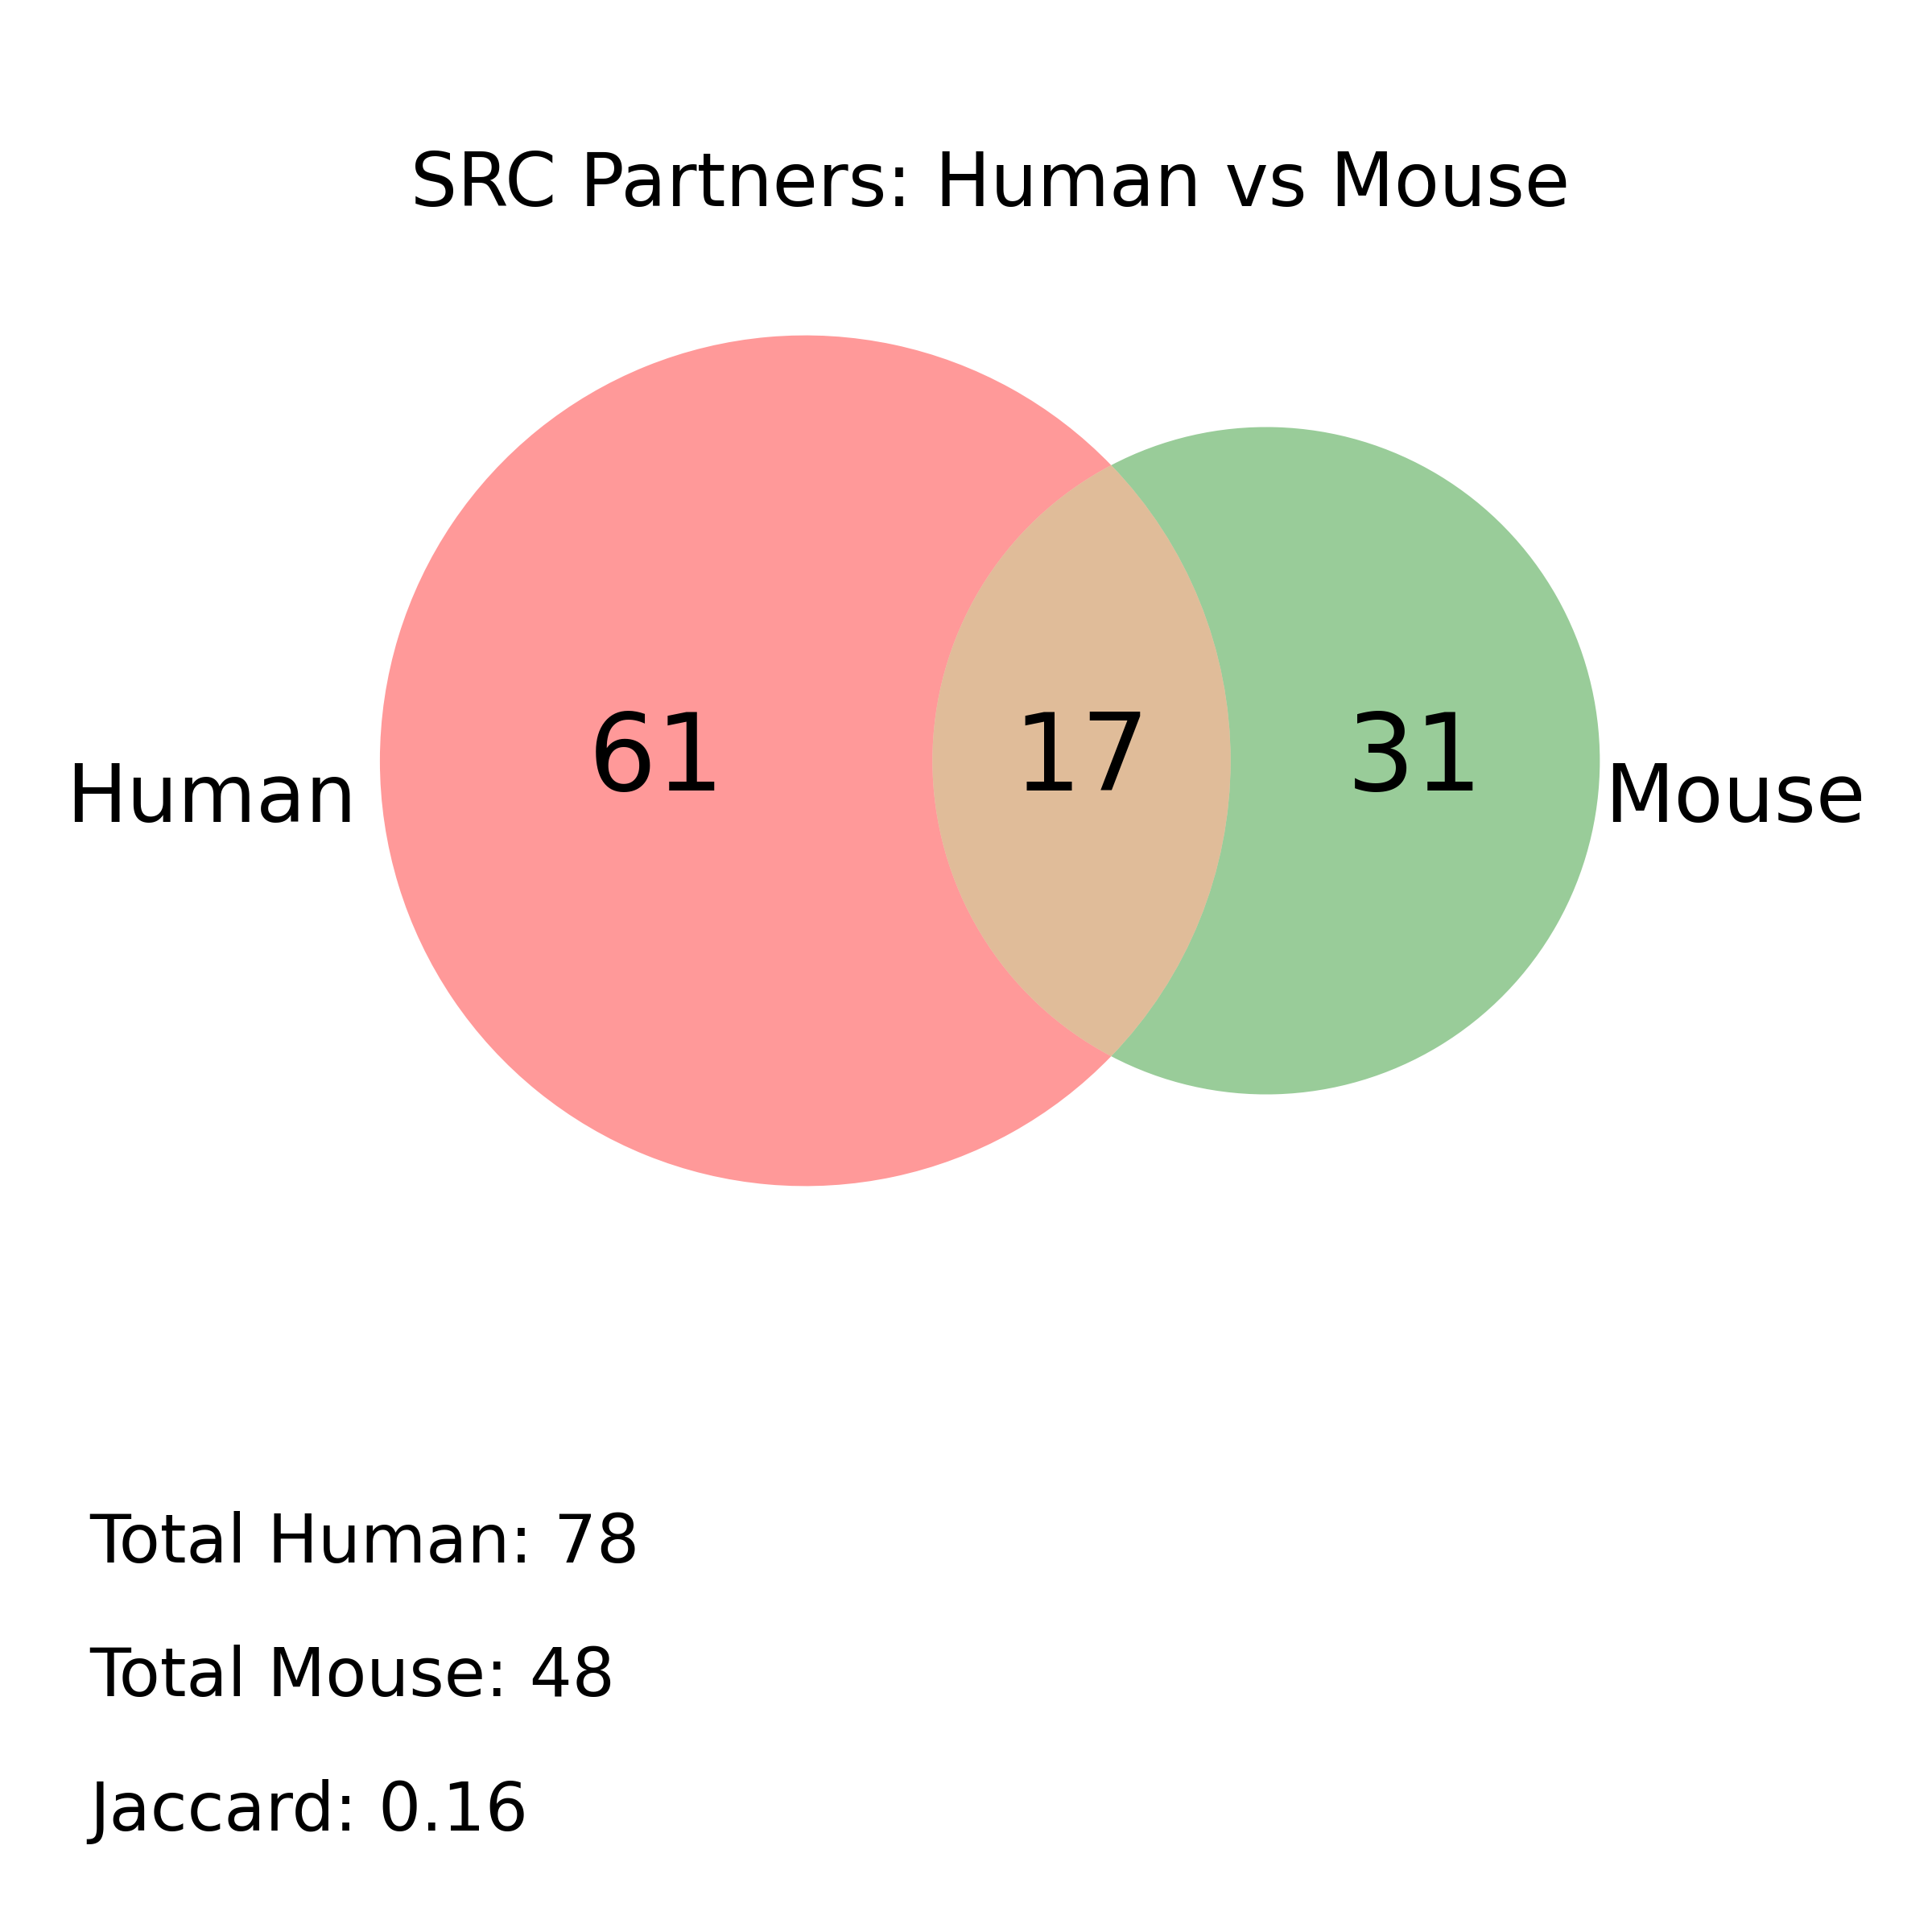 SRC Partners: Human vs Mouse
61 17 31
Human Mouse
Total Human: 78
Total Mouse: 48
Jaccard: 0.16